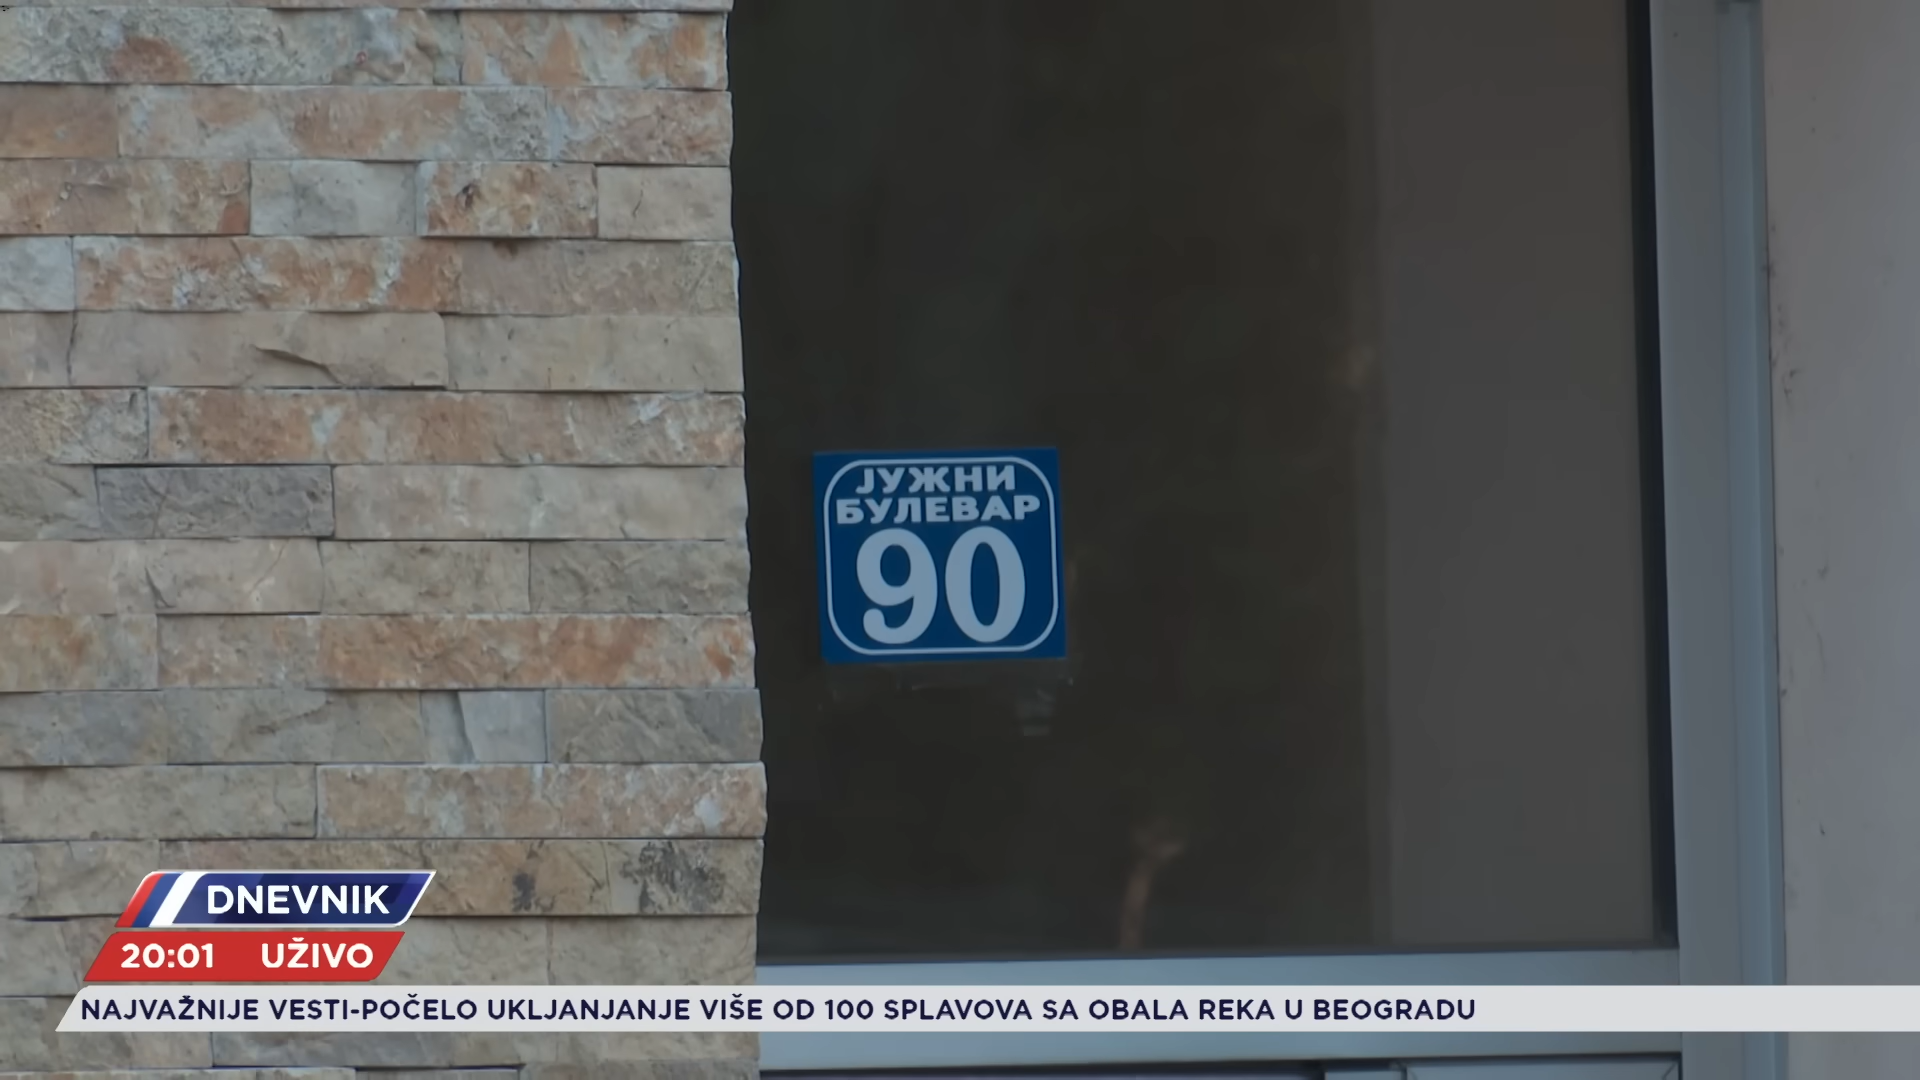 ЈУЖНИ
БУЛЕВАР
90
DNEVNIK
20:01 UŽIVO
NAJVAŽNIJE VESTI-POČELO UKLJANJANJE VIŠE OD 100 SPLAVOVA SA OBALA REKA U BEOGRADU